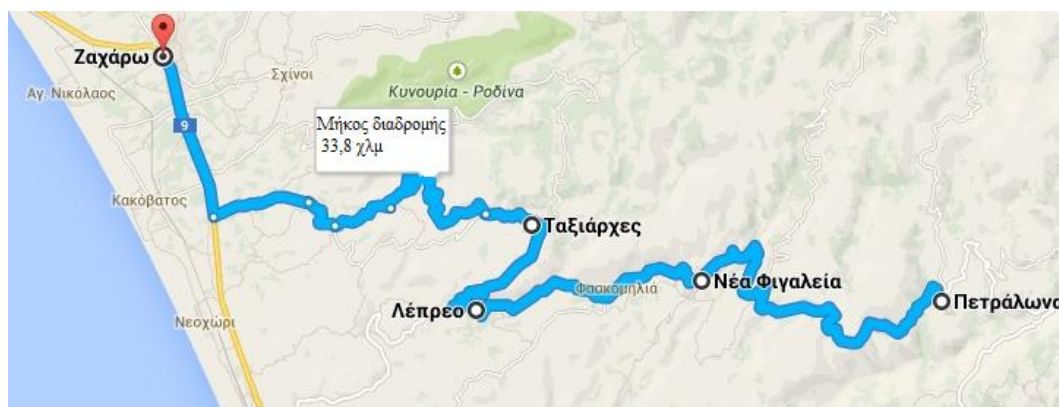 Ζαχάρω
Σχίνοι
Αγ. Νικόλαος
Κυνουρία - Ροδίνα
9
Μήκος διαδρομής
33,8 χλμ
Κακόβατος
Ταξιάρχες
Νέα Φιγαλεία
Φασκομηλιά
Λέπρεο
Πετράλωνα
Νεοχώρι